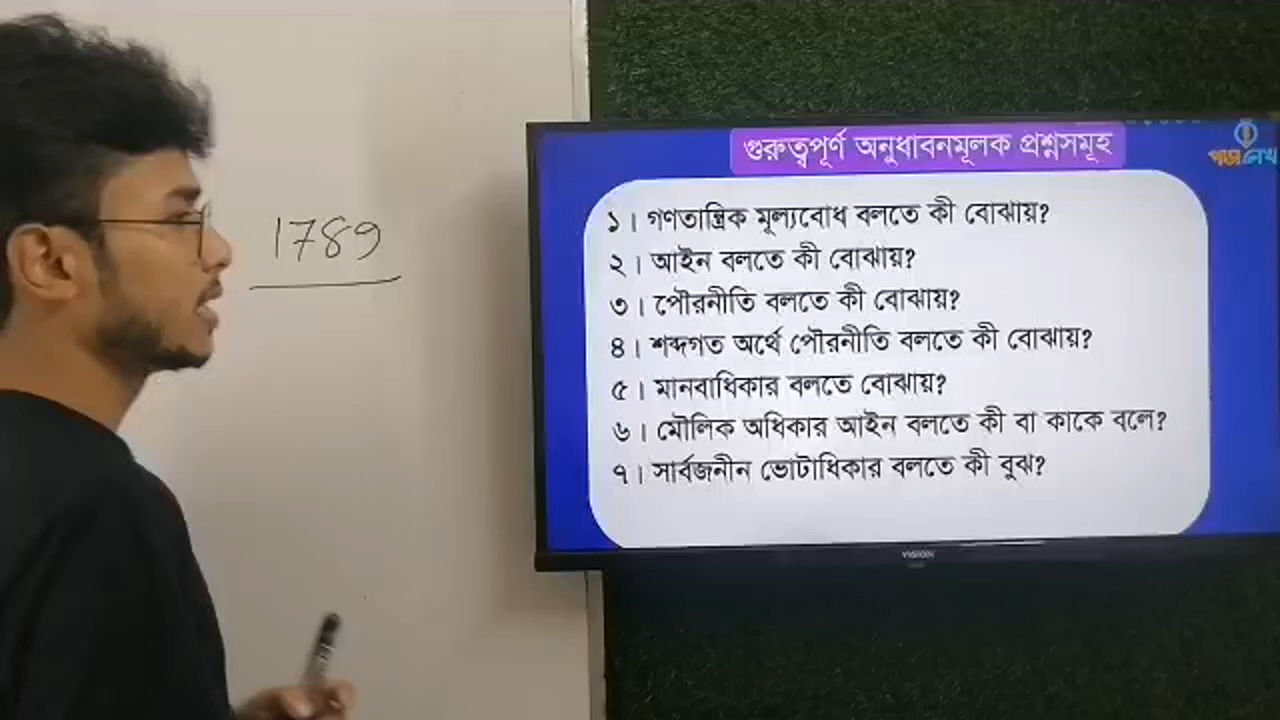 1789
গুরুত্বপূর্ণ অনুধাবনমূলক প্রশ্নসমূহ
১। গণতান্ত্রিক মূল্যবোধ বলতে কী বোঝায়?
২। আইন বলতে কী বোঝায়?
৩। পৌরনীতি বলতে কী বোঝায়?
৪। শব্দগত অর্থে পৌরনীতি বলতে কী বোঝায়?
৫। মানবাধিকার বলতে বোঝায়?
৬। মৌলিক অধিকার আইন বলতে কী বা কাকে বলে?
৭। সার্বজনীন ভোটাধিকার বলতে কী বুঝ?
VISION